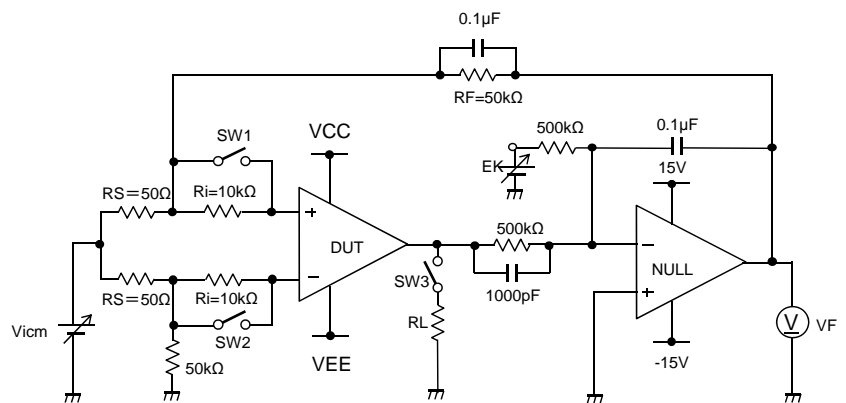 0.1μF
RF=50kΩ
SW1
VCC
500kΩ
0.1μF
EK
15V
RS=50Ω
Ri=10kΩ
+
DUT
500kΩ
−
NULL
RS=50Ω
Ri=10kΩ
−
SW3
1000pF
+
V
VF
Vicm
SW2
RL
50kΩ
VEE
-15V